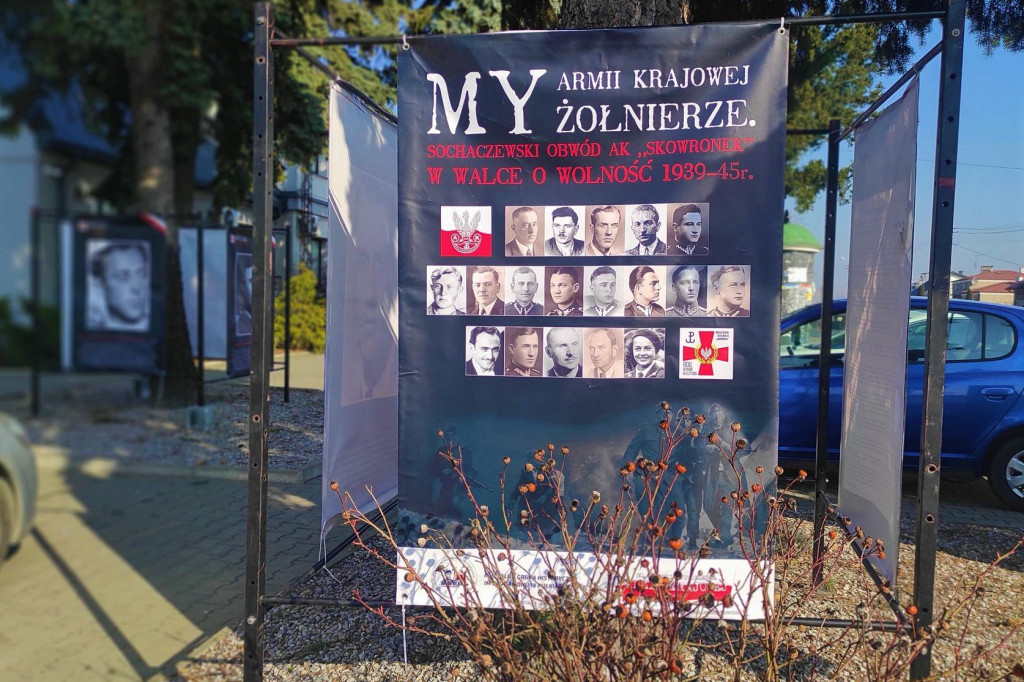 MY ARMII KRAJOWEJ
ŻOŁNIERZE.
SOCHACZEWSKI OBWÓD AK „SKOWRONEK"
W WALCE O WOLNOŚĆ 1939-45r.